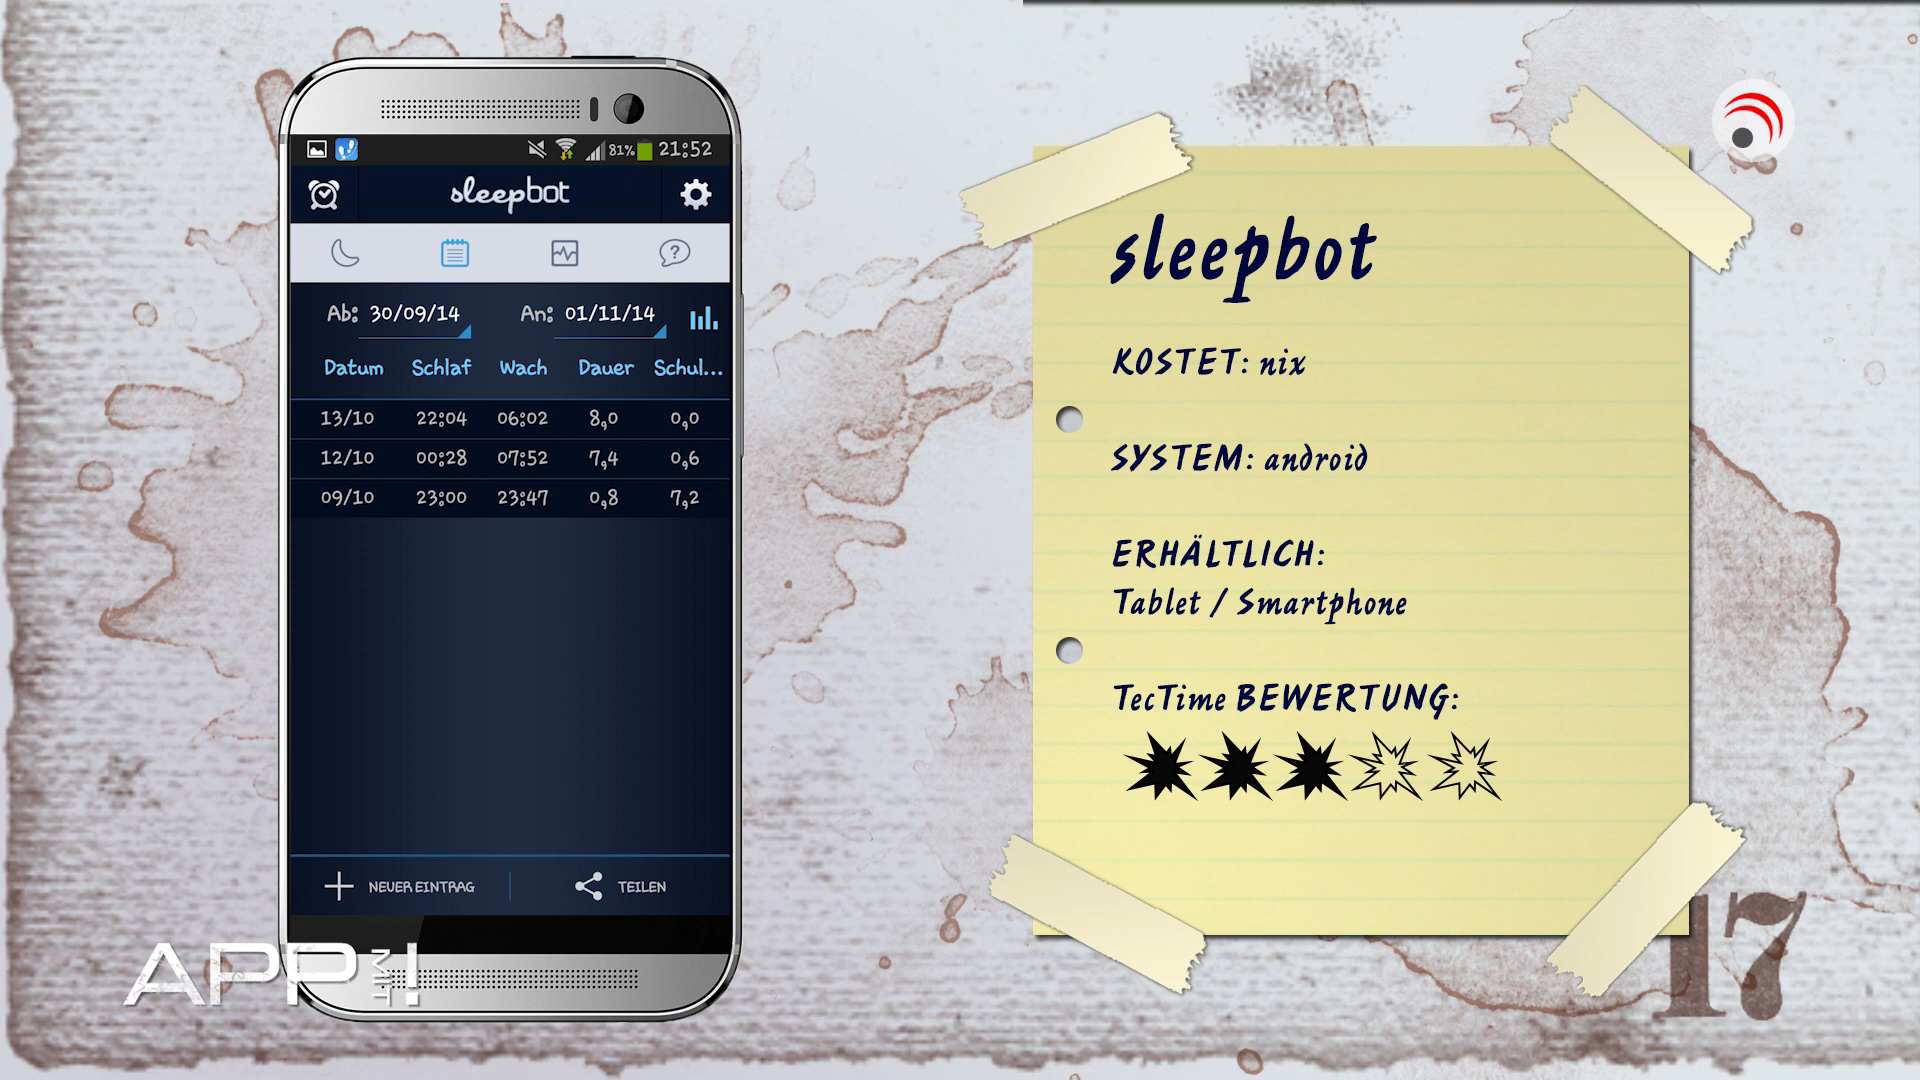 81% 21:52
sleepbot
Ab: 30/09/14 An: 01/11/14
Datum Schlaf Wach Dauer Schul...
13/10 22:04 06:02 8,0 0,0
12/10 00:28 07:52 7,4 0,6
09/10 23:00 23:47 0,8 7,2
NEUER EINTRAG TEILEN
APP MIT !
sleepbot
KOSTET: nix
SYSTEM: android
ERHÄLTLICH:
Tablet / Smartphone
TecTime BEWERTUNG:
17